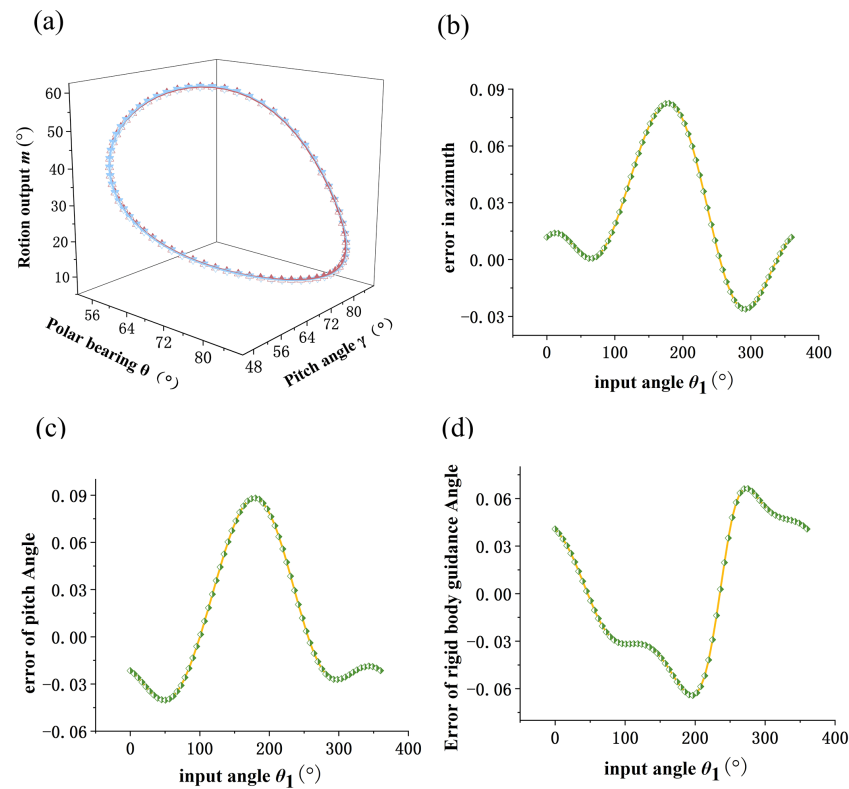 (a)
60
50
40
30
20
10
Rotion output m (°)
56
64
72
80
Polar bearing θ (°)
48
56
64
72
80
Pitch angle γ (°)
(b)
0.09
0.06
0.03
0.00
-0.03
error in azimuth
0 100 200 300 400
input angle θ1 (°)
(c)
0.09
0.06
0.03
0.00
-0.03
-0.06
error of pitch Angle
0 100 200 300 400
input angle θ1 (°)
(d)
0.06
0.03
0.00
-0.03
-0.06
Error of rigid body guidance Angle
0 100 200 300 400
input angle θ1 (°)